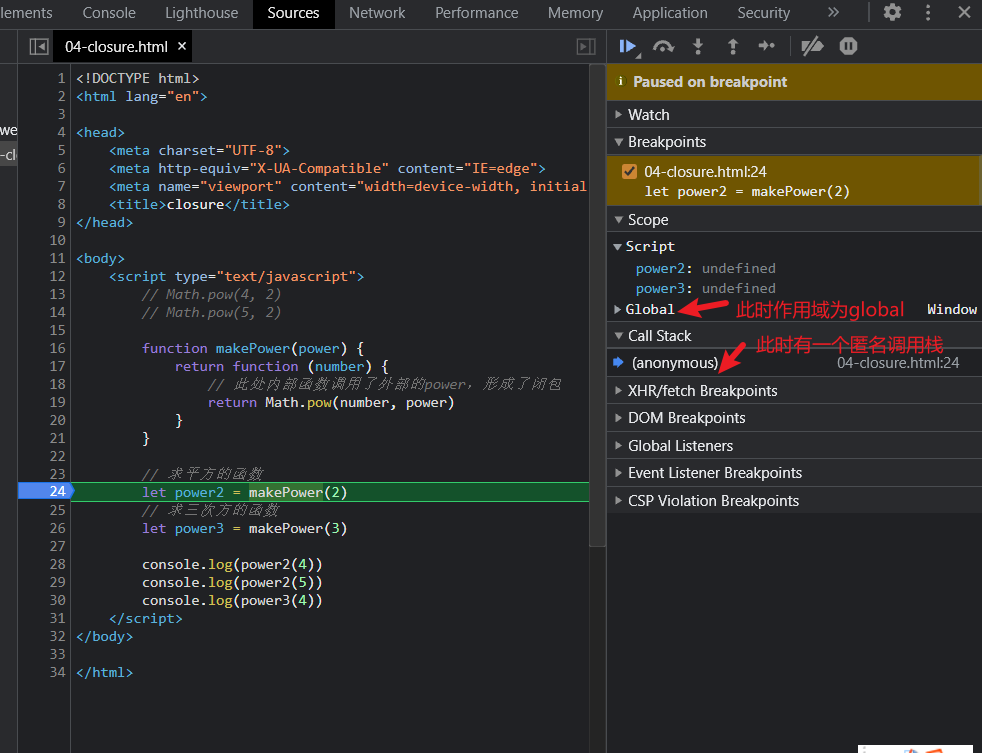 lements Console Lighthouse Sources Network Performance Memory Application Security »
04-closure.html ×
we
-cl
1 <!DOCTYPE html>
2 <html lang="en">
3
4 <head>
5 <meta charset="UTF-8">
6 <meta http-equiv="X-UA-Compatible" content="IE=edge">
7 <meta name="viewport" content="width=device-width, initial
8 <title>closure</title>
9 </head>
10
11 <body>
12 <script type="text/javascript">
13 // Math.pow(4, 2)
14 // Math.pow(5, 2)
15
16 function makePower(power) {
17 return function (number) {
18 // 此处内部函数调用了外部的power，形成了闭包
19 return Math.pow(number, power)
20 }
21 }
22
23 // 求平方的函数
24 let power2 = makePower(2)
25 // 求三次方的函数
26 let power3 = makePower(3)
27
28 console.log(power2(4))
29 console.log(power2(5))
30 console.log(power3(4))
31 </script>
32 </body>
33
34 </html>
Paused on breakpoint
Watch
Breakpoints
04-closure.html:24
let power2 = makePower(2)
Scope
Script
power2: undefined
power3: undefined
Global 此时作用域为global Window
Call Stack
此时有一个匿名调用栈
(anonymous) 04-closure.html:24
XHR/fetch Breakpoints
DOM Breakpoints
Global Listeners
Event Listener Breakpoints
CSP Violation Breakpoints